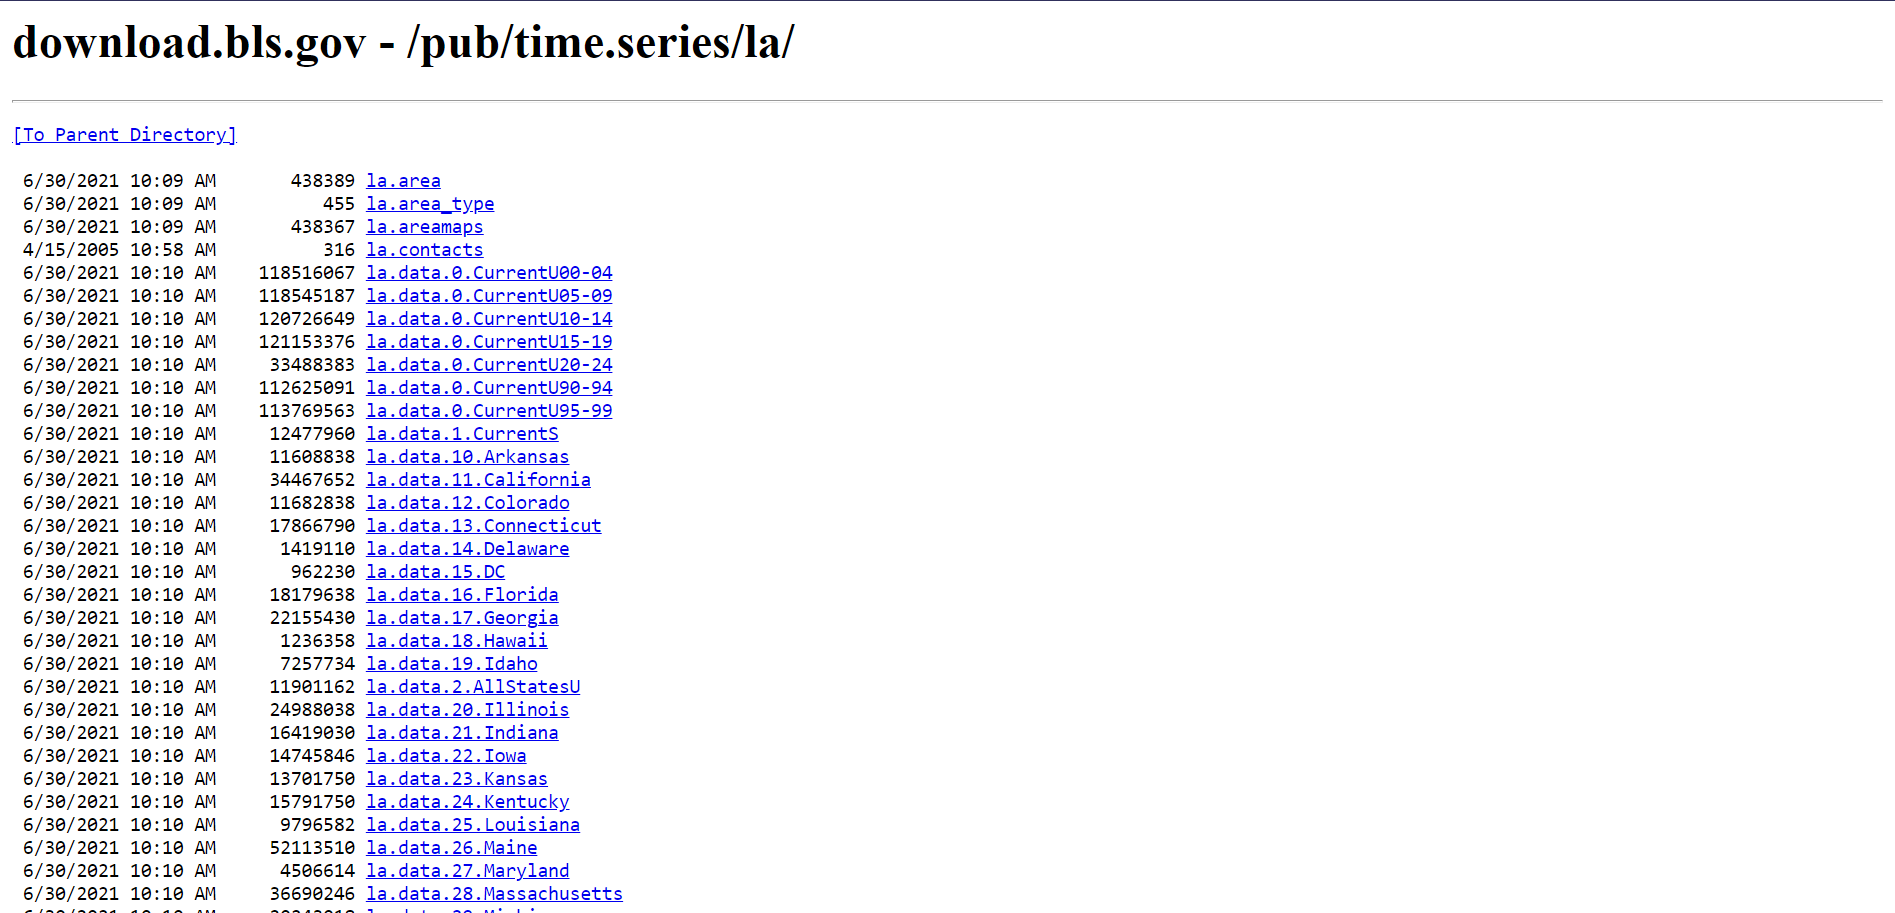 download.bls.gov - /pub/time.series/la/
[To Parent Directory]
6/30/2021 10:09 AM 438389 la.area
6/30/2021 10:09 AM 455 la.area_type
6/30/2021 10:09 AM 438367 la.areamaps
4/15/2005 10:58 AM 316 la.contacts
6/30/2021 10:10 AM 118516067 la.data.0.CurrentU00-04
6/30/2021 10:10 AM 118545187 la.data.0.CurrentU05-09
6/30/2021 10:10 AM 120726649 la.data.0.CurrentU10-14
6/30/2021 10:10 AM 121153376 la.data.0.CurrentU15-19
6/30/2021 10:10 AM 33488383 la.data.0.CurrentU20-24
6/30/2021 10:10 AM 112625091 la.data.0.CurrentU90-94
6/30/2021 10:10 AM 113769563 la.data.0.CurrentU95-99
6/30/2021 10:10 AM 12477960 la.data.1.CurrentS
6/30/2021 10:10 AM 11608838 la.data.10.Arkansas
6/30/2021 10:10 AM 34467652 la.data.11.California
6/30/2021 10:10 AM 11682838 la.data.12.Colorado
6/30/2021 10:10 AM 17866790 la.data.13.Connecticut
6/30/2021 10:10 AM 1419110 la.data.14.Delaware
6/30/2021 10:10 AM 962230 la.data.15.DC
6/30/2021 10:10 AM 18179638 la.data.16.Florida
6/30/2021 10:10 AM 22155430 la.data.17.Georgia
6/30/2021 10:10 AM 1236358 la.data.18.Hawaii
6/30/2021 10:10 AM 7257734 la.data.19.Idaho
6/30/2021 10:10 AM 11901162 la.data.2.AllStatesU
6/30/2021 10:10 AM 24988038 la.data.20.Illinois
6/30/2021 10:10 AM 16419030 la.data.21.Indiana
6/30/2021 10:10 AM 14745846 la.data.22.Iowa
6/30/2021 10:10 AM 13701750 la.data.23.Kansas
6/30/2021 10:10 AM 15791750 la.data.24.Kentucky
6/30/2021 10:10 AM 9796582 la.data.25.Louisiana
6/30/2021 10:10 AM 52113510 la.data.26.Maine
6/30/2021 10:10 AM 4506614 la.data.27.Maryland
6/30/2021 10:10 AM 36690246 la.data.28.Massachusetts
6/30/2021 10:10 AM